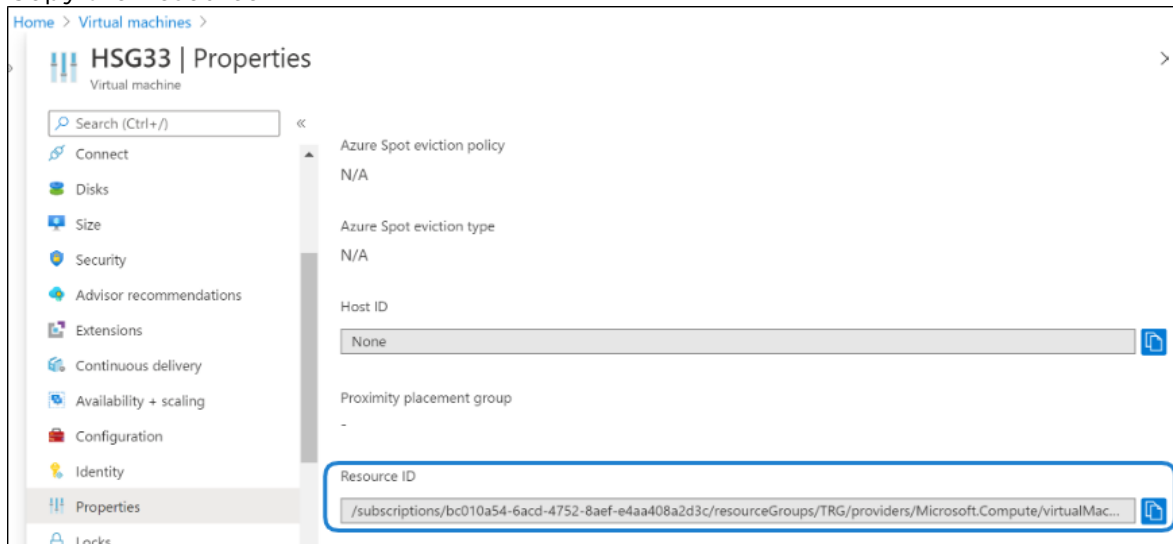 Home > Virtual machines >
HSG33 | Properties
Virtual machine
Search (Ctrl+/)
Connect
Disks
Size
Security
Advisor recommendations
Extensions
Continuous delivery
Availability + scaling
Configuration
Identity
Properties
Locks
Azure Spot eviction policy
N/A
Azure Spot eviction type
N/A
Host ID
None
Proximity placement group
-
Resource ID
/subscriptions/bc010a54-6acd-4752-8aef-e4aa408a2d3c/resourceGroups/TRG/providers/Microsoft.Compute/virtualMac...